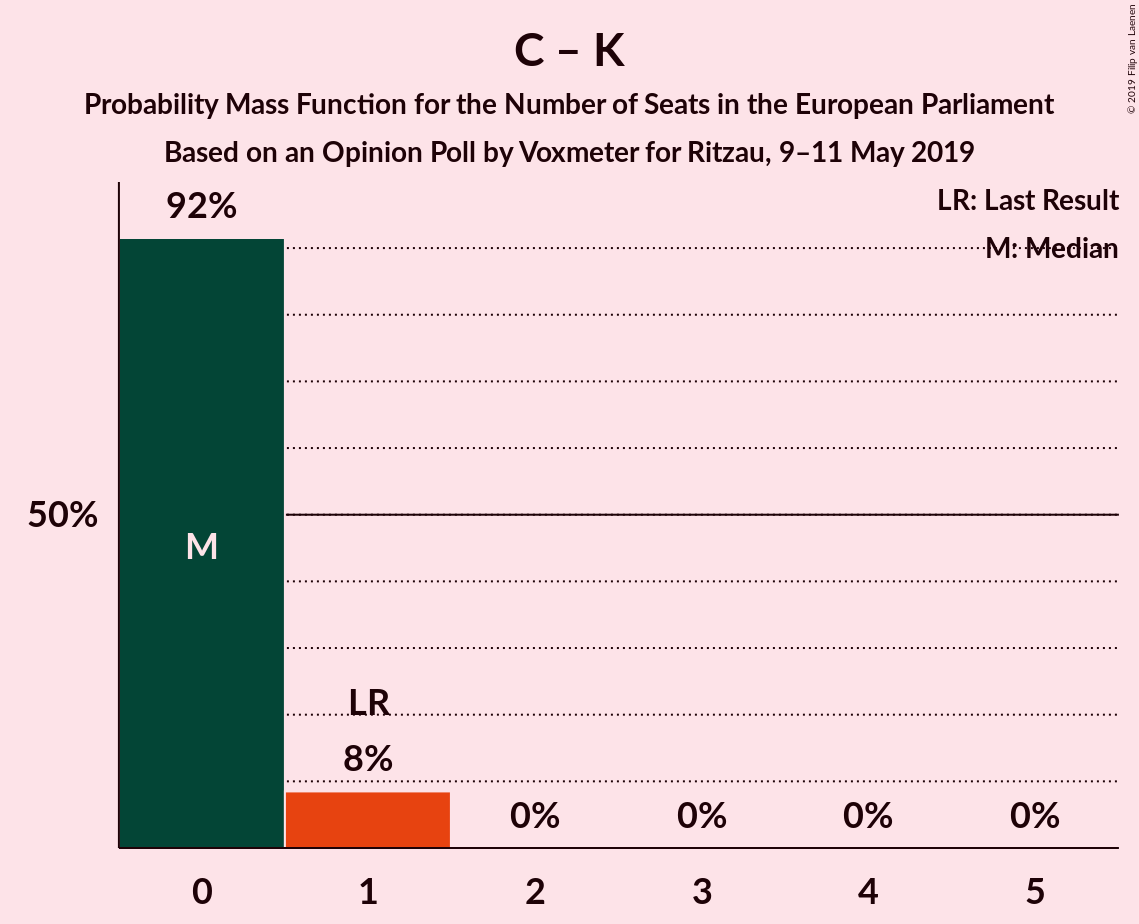 C – K
Probability Mass Function for the Number of Seats in the European Parliament
Based on an Opinion Poll by Voxmeter for Ritzau, 9–11 May 2019
© 2019 Filip van Laenen
LR: Last Result
M: Median
92%
50%
M
LR
8%
0%
0%
0%
0%
0
1
2
3
4
5